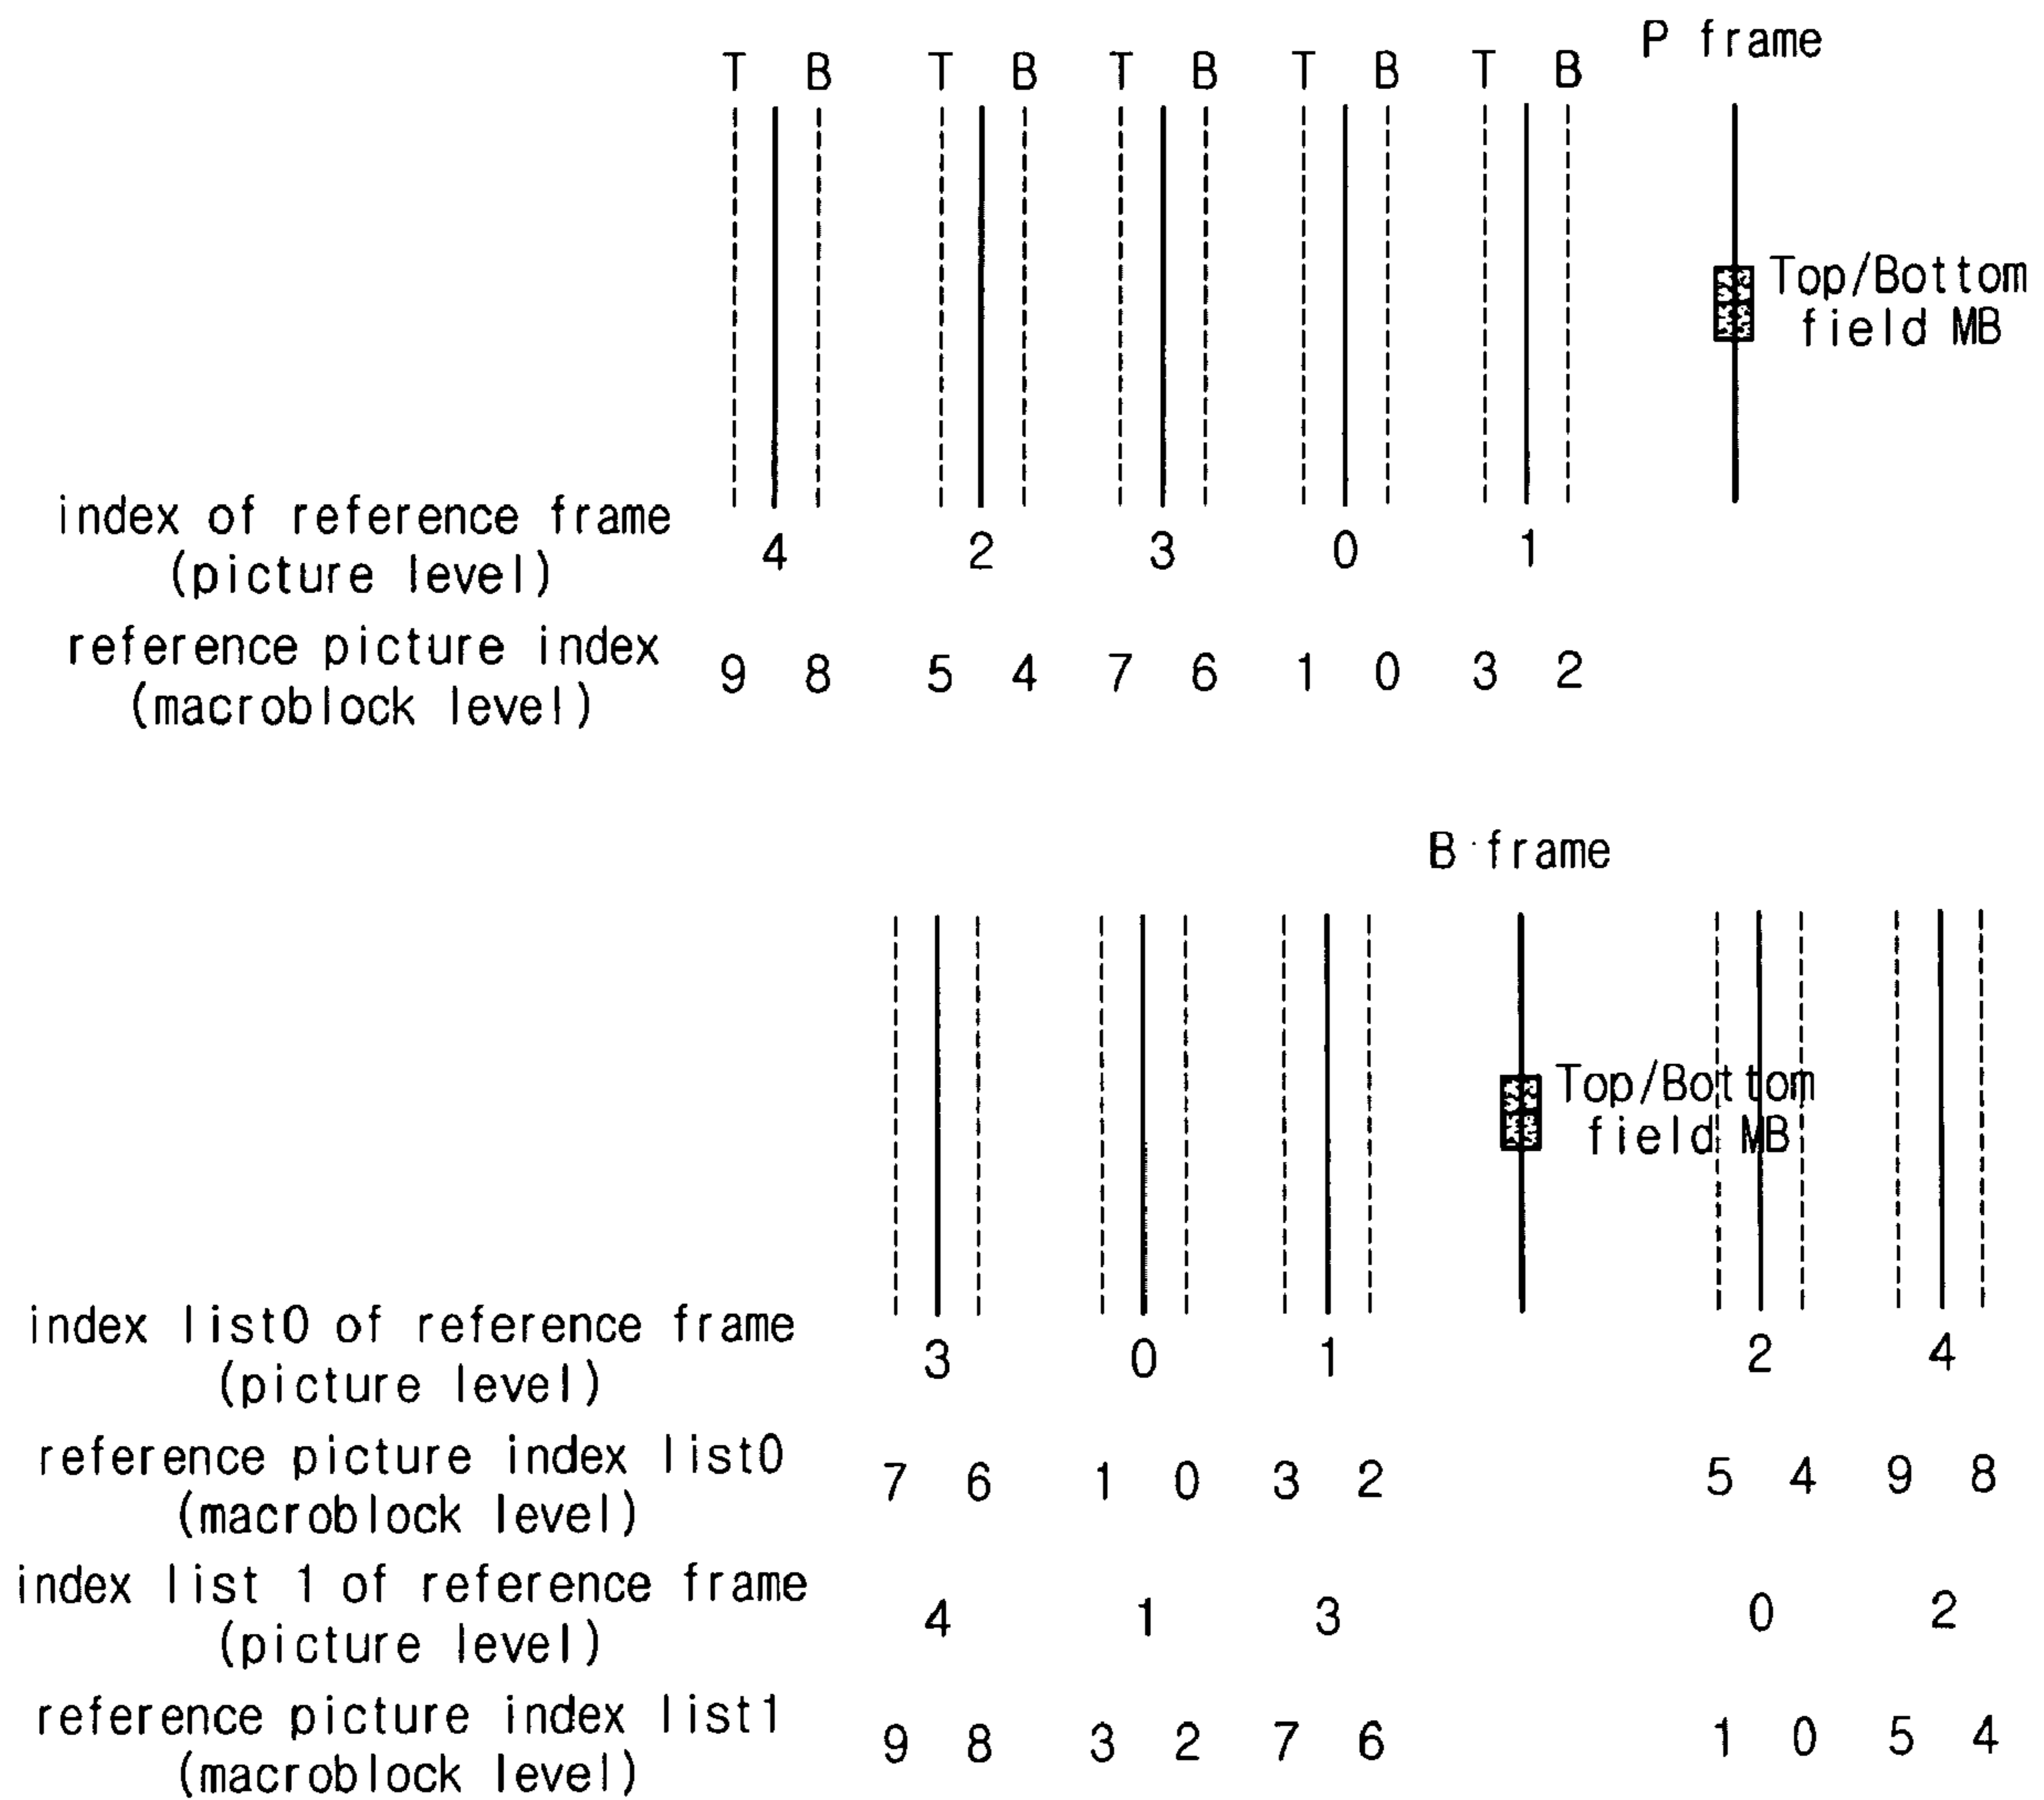 P frame
T B T B T B T B T B
Top/Bottom
field MB
index of reference frame
(picture level)
4 2 3 0 1
reference picture index
(macroblock level)
9 8 5 4 7 6 1 0 3 2
B frame
Top/Bottom
field MB
index list0 of reference frame
(picture level)
3 0 1 2 4
reference picture index list0
(macroblock level)
7 6 1 0 3 2 5 4 9 8
index list 1 of reference frame
(picture level)
4 1 3 0 2
reference picture index list1
(macroblock level)
9 8 3 2 7 6 1 0 5 4